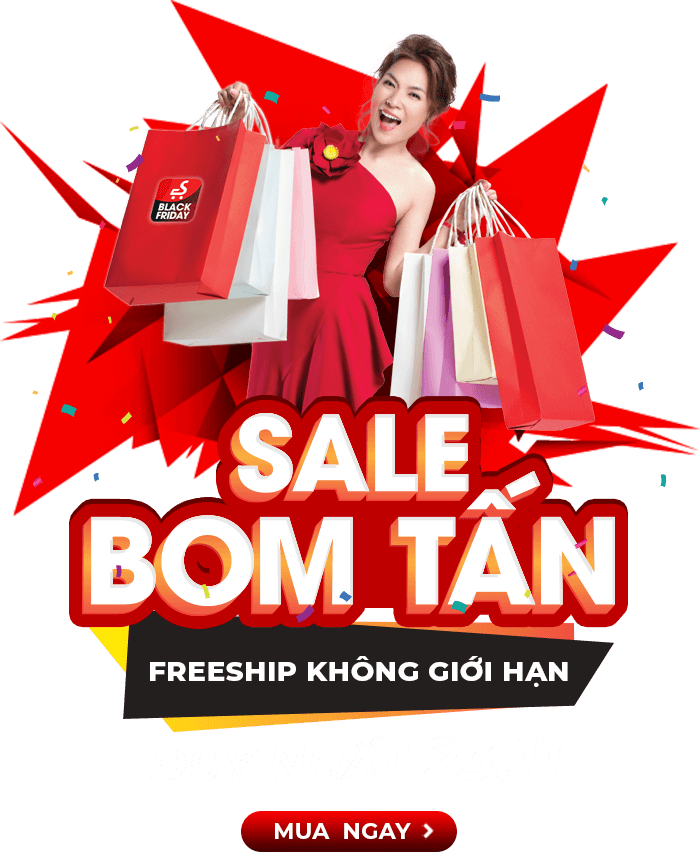 BLACK
FRIDAY
SALE
BOM TẤN
FREESHIP KHÔNG GIỚI HẠN
MUA NGAY